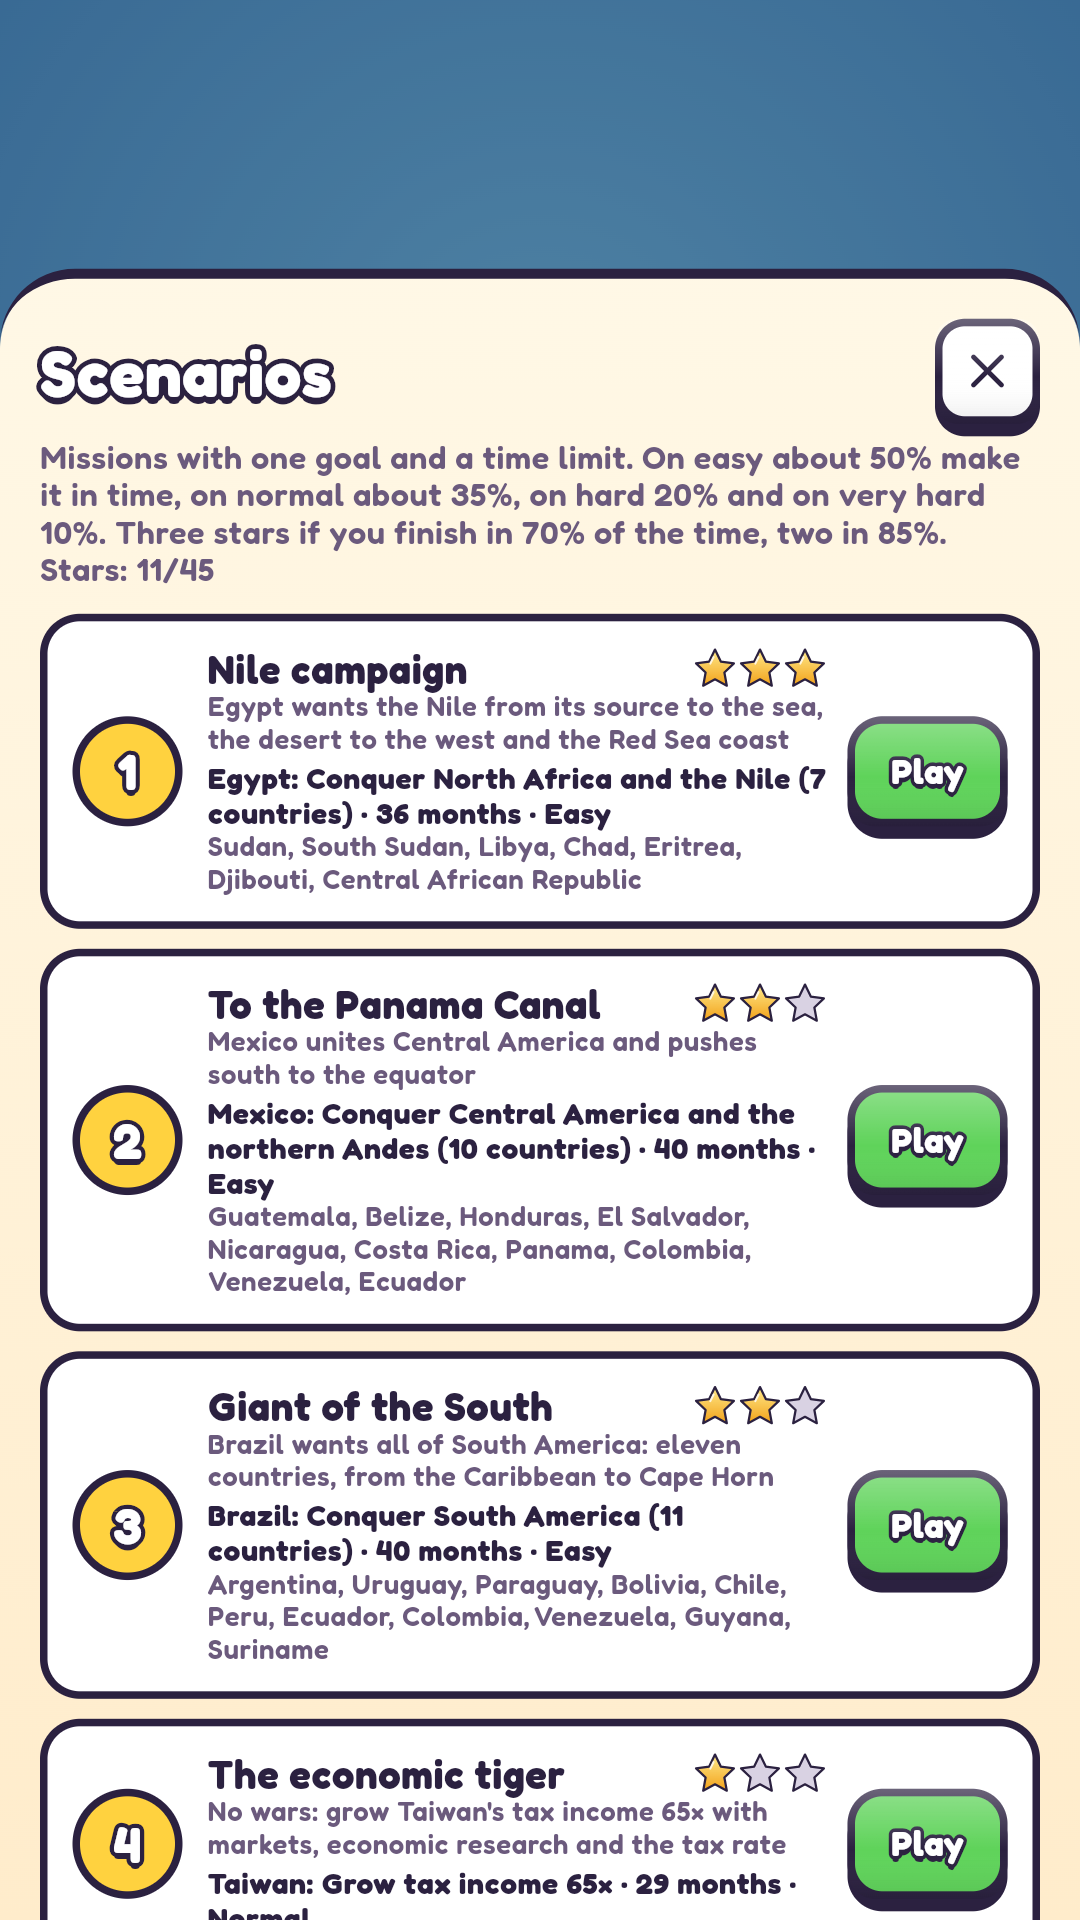 Scenarios
Missions with one goal and a time limit. On easy about 50% make
it in time, on normal about 35%, on hard 20% and on very hard
10%. Three stars if you finish in 70% of the time, two in 85%.
Stars: 11/45
1
Nile campaign
Egypt wants the Nile from its source to the sea,
the desert to the west and the Red Sea coast
Egypt: Conquer North Africa and the Nile (7
countries) · 36 months · Easy
Sudan, South Sudan, Libya, Chad, Eritrea,
Djibouti, Central African Republic
Play
2
To the Panama Canal
Mexico unites Central America and pushes
south to the equator
Mexico: Conquer Central America and the
northern Andes (10 countries) · 40 months ·
Easy
Guatemala, Belize, Honduras, El Salvador,
Nicaragua, Costa Rica, Panama, Colombia,
Venezuela, Ecuador
Play
3
Giant of the South
Brazil wants all of South America: eleven
countries, from the Caribbean to Cape Horn
Brazil: Conquer South America (11
countries) · 40 months · Easy
Argentina, Uruguay, Paraguay, Bolivia, Chile,
Peru, Ecuador, Colombia, Venezuela, Guyana,
Suriname
Play
4
The economic tiger
No wars: grow Taiwan's tax income 65x with
markets, economic research and the tax rate
Taiwan: Grow tax income 65x · 29 months ·
Normal
Play